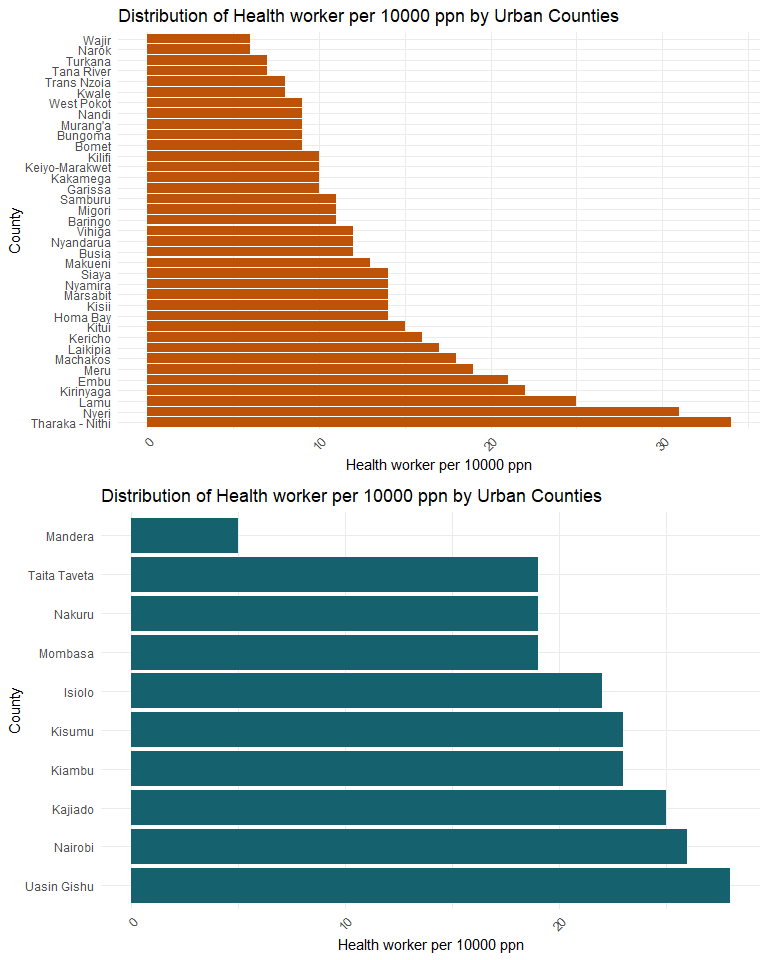 Distribution of Health worker per 10000 ppn by Urban Counties
Wajir
Narok
Turkana
Tana River
Trans Nzoia
Kwale
West Pokot
Nandi
Murang'a
Bungoma
Bomet
Kilifi
Keiyo-Marakwet
Kakamega
Garissa
Samburu
Migori
Baringo
Vihiga
Nyandarua
Busia
Makueni
Siaya
Nyamira
Marsabit
Kisii
Homa Bay
Kitui
Kericho
Laikipia
Machakos
Meru
Embu
Kirinyaga
Lamu
Nyeri
Tharaka - Nithi
County
0 10 20 30
Health worker per 10000 ppn
Distribution of Health worker per 10000 ppn by Urban Counties
Mandera
Taita Taveta
Nakuru
Mombasa
Isiolo
Kisumu
Kiambu
Kajiado
Nairobi
Uasin Gishu
County
0 10 20
Health worker per 10000 ppn